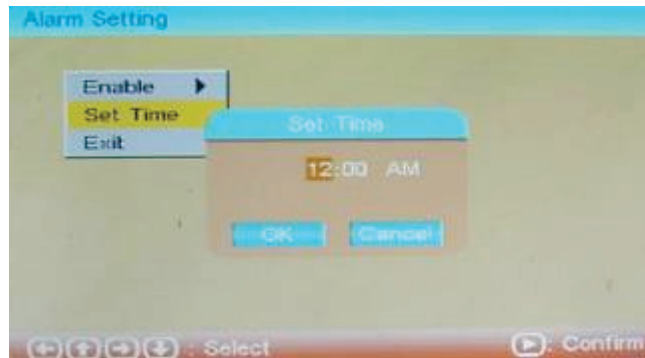 Alarm Setting
Enable
Set Time
Exit
Set Time
12:00 AM
OK Cancel
: Select : Confirm